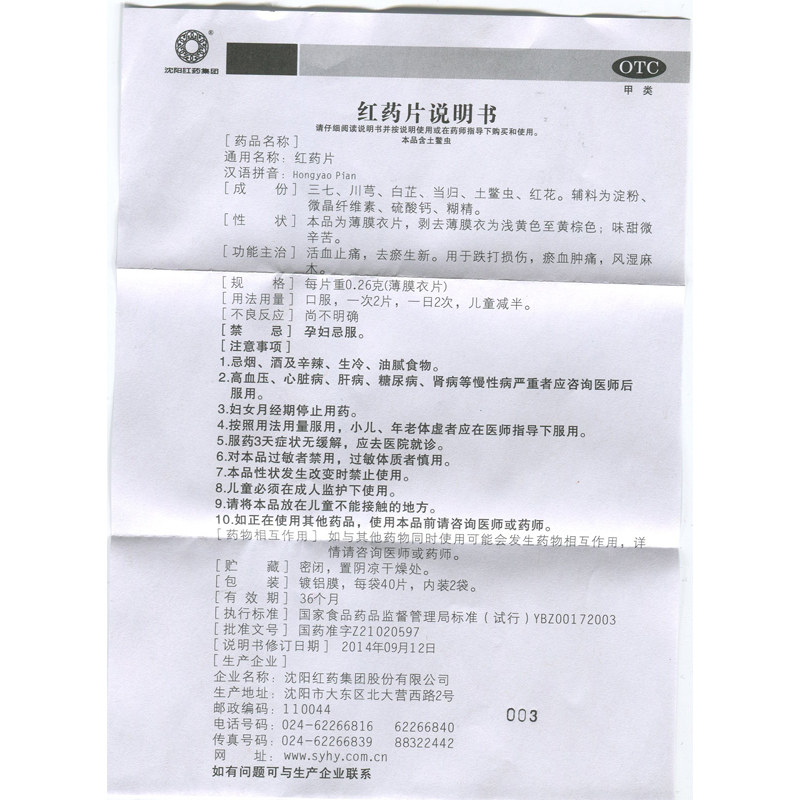 沈阳红药集团
OTC
甲类
红药片说明书
请仔细阅读说明书并按说明使用或在药师指导下购买和使用。
本品含土鳖虫
[药品名称]
通用名称：红药片
汉语拼音：Hongyao Pian
[成　份] 三七、川芎、白芷、当归、土鳖虫、红花。辅料为淀粉、
微晶纤维素、硫酸钙、糊精。
[性　状] 本品为薄膜衣片，剥去薄膜衣为浅黄色至黄棕色；味甜微
辛苦。
[功能主治] 活血止痛，去瘀生新。用于跌打损伤，瘀血肿痛，风湿麻
木。
[规　格] 每片重0.26克(薄膜衣片)
[用法用量] 口服，一次2片，一日2次，儿童减半。
[不良反应] 尚不明确
[禁　忌] 孕妇忌服。
[注意事项]
1.忌烟、酒及辛辣、生冷、油腻食物。
2.高血压、心脏病、肝病、糖尿病、肾病等慢性病严重者应咨询医师后
服用。
3.妇女月经期停止用药。
4.按照用法用量服用，小儿、年老体虚者应在医师指导下服用。
5.服药3天症状无缓解，应去医院就诊。
6.对本品过敏者禁用，过敏体质者慎用。
7.本品性状发生改变时禁止使用。
8.儿童必须在成人监护下使用。
9.请将本品放在儿童不能接触的地方。
10.如正在使用其他药品，使用本品前请咨询医师或药师。
[药物相互作用] 如与其他药物同时使用可能会发生药物相互作用，详
情请咨询医师或药师。
[贮　藏] 密闭，置阴凉干燥处。
[包　装] 镀铝膜，每袋40片，内装2袋。
[有 效 期] 36个月
[执行标准] 国家食品药品监督管理局标准（试行）YBZ00172003
[批准文号] 国药准字Z21020597
[说明书修订日期] 2014年09月12日
[生产企业]
企业名称：沈阳红药集团股份有限公司
生产地址：沈阳市大东区北大营西路2号
邮政编码：110044
003
电话号码：024-62266816　62266840
传真号码：024-62266839　88322442
网　址：www.syhy.com.cn
如有问题可与生产企业联系